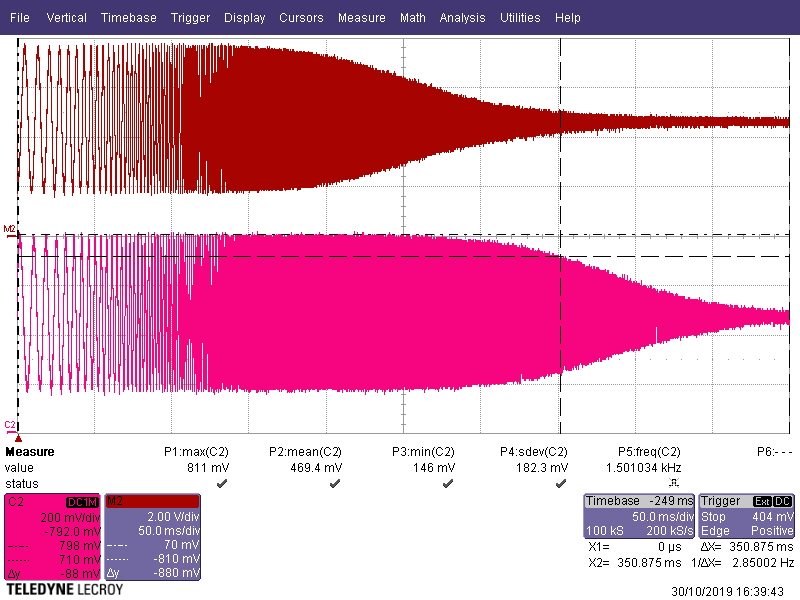 File Vertical Timebase Trigger Display Cursors Measure Math Analysis Utilities Help
M2
C2
Measure P1:max(C2) P2:mean(C2) P3:min(C2) P4:sdev(C2) P5:freq(C2) P6:- - -
value 811 mV 469.4 mV 146 mV 182.3 mV 1.501034 kHz
status
C2 DC1M M2 Timebase -249 ms Trigger Ext DC
200 mV/div 2.00 V/div 50.0 ms/div Stop 404 mV
-792.0 mV 50.0 ms/div 100 kS 200 kS/s Edge Positive
798 mV 70 mV X1= 0 µs ΔX= 350.875 ms
710 mV -810 mV X2= 350.875 ms 1/ΔX= 2.85002 Hz
Δy -88 mV Δy -880 mV
TELEDYNE LECROY 30/10/2019 16:39:43